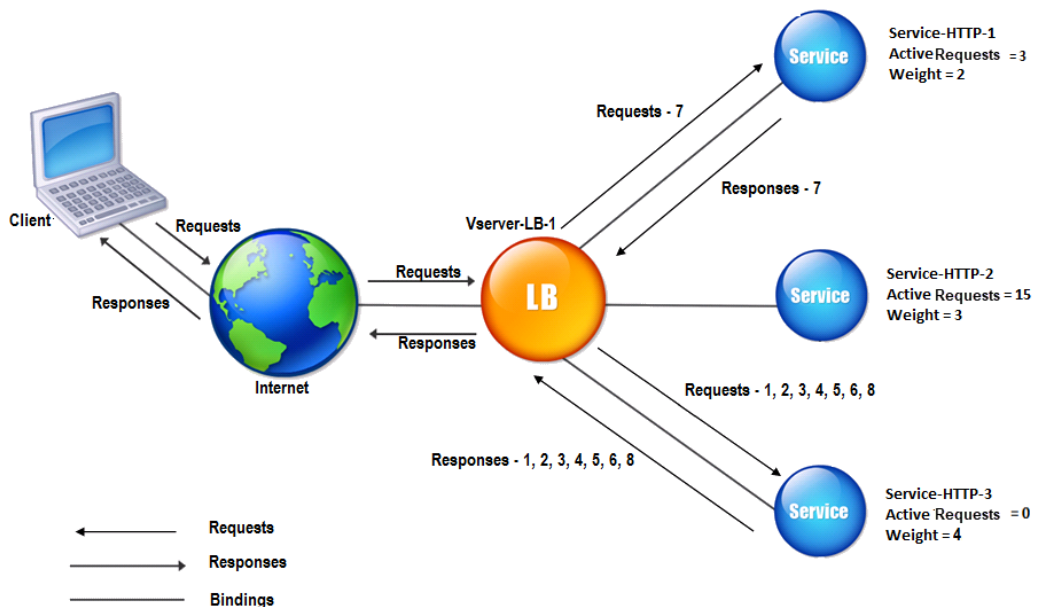 Service-HTTP-1
Active Requests = 3
Weight = 2
Service
Requests - 7
Responses - 7
Client
Requests
Vserver-LB-1
Requests
LB
Responses
Responses
Internet
Service
Service-HTTP-2
Active Requests = 15
Weight = 3
Requests - 1, 2, 3, 4, 5, 6, 8
Responses - 1, 2, 3, 4, 5, 6, 8
Service
Service-HTTP-3
Active Requests = 0
Weight = 4
Requests
Responses
Bindings